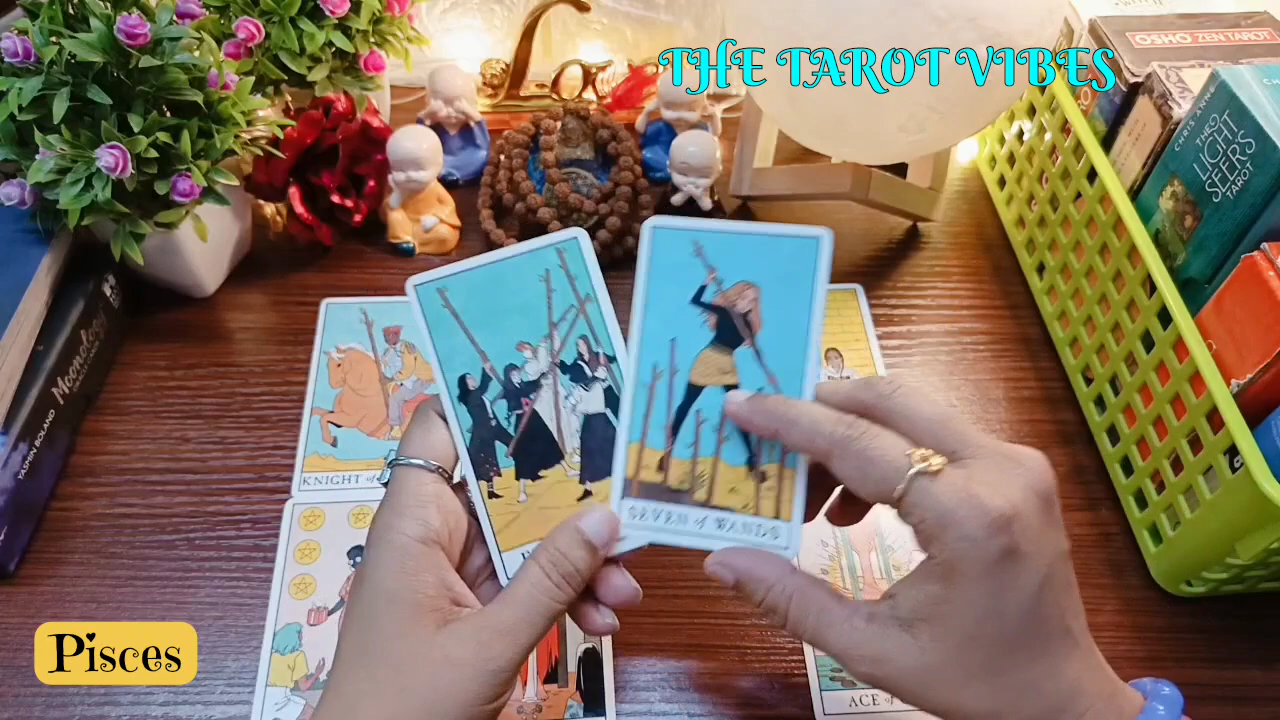 THE TAROT VIBES
OSHO ZEN TAROT
CHRIS-ANNE
THE
LIGHT
SEERS
TAROT
Moonology
YASMIN BOLAND
KNIGHT of
SEVEN of WANDS
ACE
Pisces